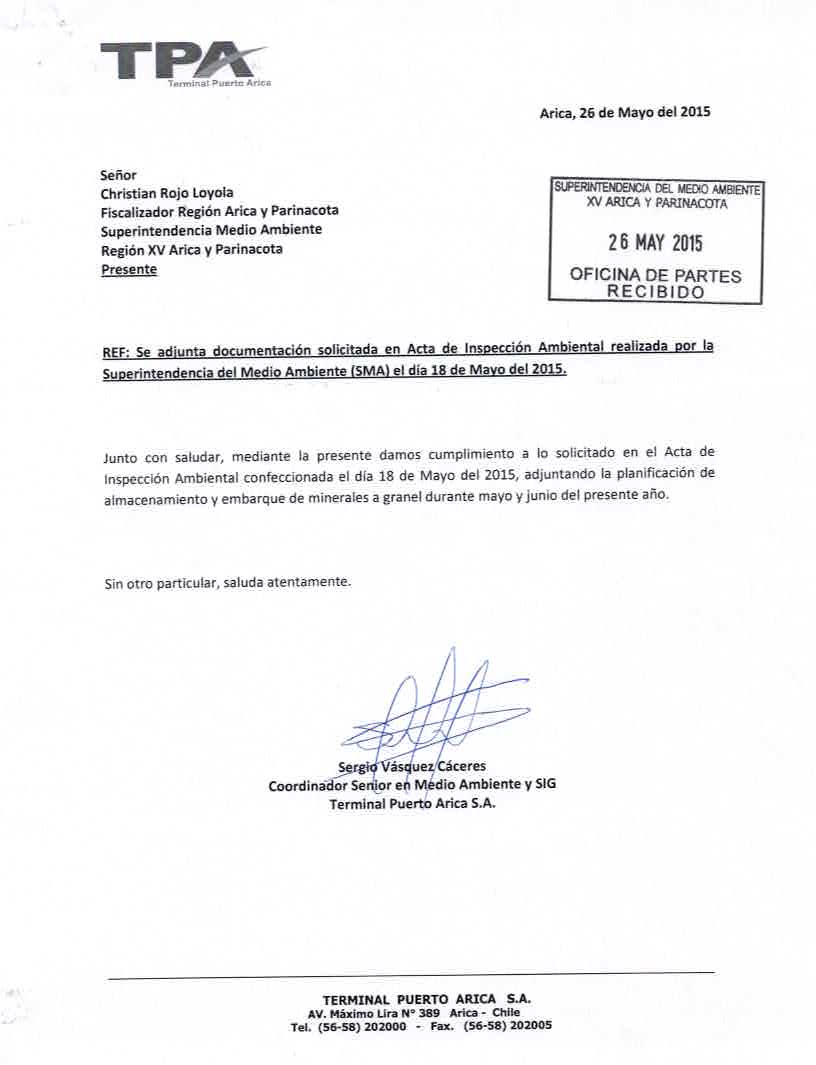 TPA
Terminal Puerto Arica
Arica, 26 de Mayo del 2015
Señor
Christian Rojo Loyola
Fiscalizador Región Arica y Parinacota
Superintendencia Medio Ambiente
Región XV Arica y Parinacota
Presente
SUPERINTENDENCIA DEL MEDIO AMBIENTE
XV ARICA Y PARINACOTA
26 MAY 2015
OFICINA DE PARTES
RECIBIDO
REF: Se adjunta documentación solicitada en Acta de Inspección Ambiental realizada por la
Superintendencia del Medio Ambiente (SMA) el día 18 de Mayo del 2015.
Junto con saludar, mediante la presente damos cumplimiento a lo solicitado en el Acta de
Inspección Ambiental confeccionada el día 18 de Mayo del 2015, adjuntando la planificación de
almacenamiento y embarque de minerales a granel durante mayo y junio del presente año.
Sin otro particular, saluda atentamente.
Sergio Vásquez Cáceres
Coordinador Senior en Medio Ambiente y SIG
Terminal Puerto Arica S.A.
TERMINAL PUERTO ARICA S.A.
AV. Máximo Lira N° 389 Arica - Chile
Tel. (56-58) 202000 - Fax. (56-58) 202005